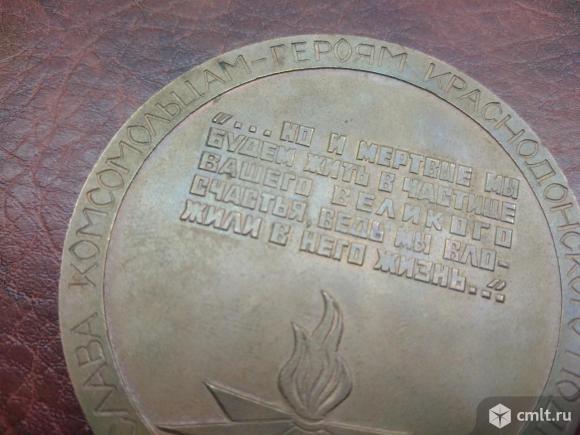 СЛАВА КОМСОМОЛЬЦАМ-ГЕРОЯМ КРАСНОДОНСКОГО
"...НО И МЕРТВЫЕ МЫ
БУДЕМ ЖИТЬ В ЧАСТИЦЕ
ВАШЕГО ВЕЛИКОГО
СЧАСТЬЯ, ВЕДЬ МЫ ВЛО-
ЖИЛИ В НЕГО ЖИЗНЬ..."
cmlt.ru